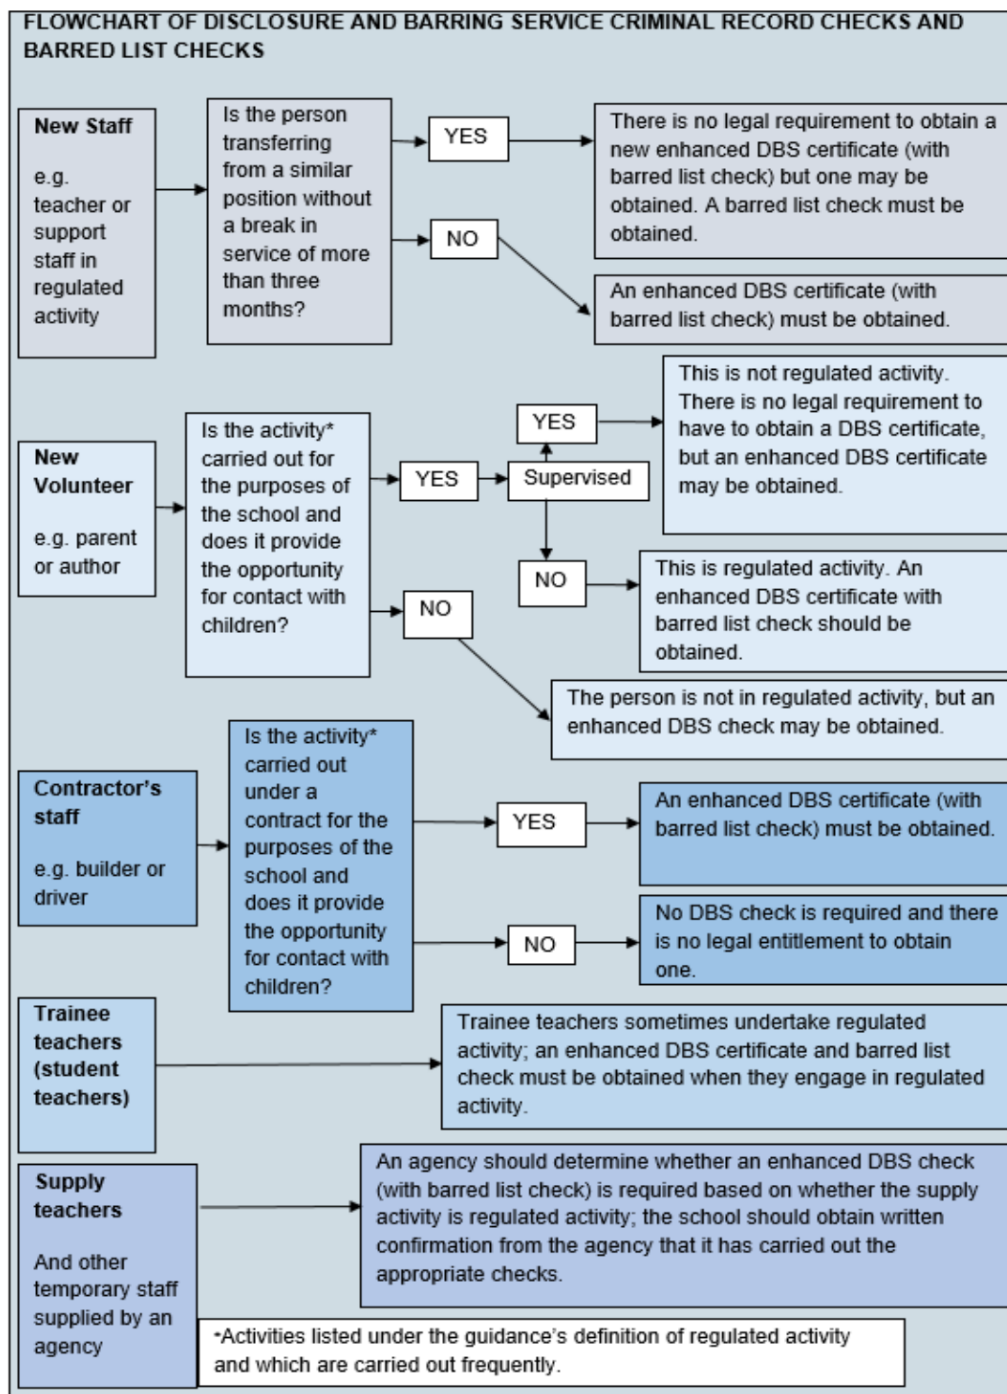 FLOWCHART OF DISCLOSURE AND BARRING SERVICE CRIMINAL RECORD CHECKS AND
BARRED LIST CHECKS
New Staff
e.g.
teacher or
support
staff in
regulated
activity
Is the person
transferring
from a similar
position without
a break in
service of more
than three
months?
YES
There is no legal requirement to obtain a
new enhanced DBS certificate (with
barred list check) but one may be
obtained. A barred list check must be
obtained.
NO
An enhanced DBS certificate (with
barred list check) must be obtained.
New
Volunteer
e.g. parent
or author
Is the activity*
carried out for
the purposes of
the school and
does it provide
the opportunity
for contact with
children?
YES
Supervised
YES
This is not regulated activity.
There is no legal requirement to
have to obtain a DBS certificate,
but an enhanced DBS certificate
may be obtained.
NO
This is regulated activity. An
enhanced DBS certificate with
barred list check should be
obtained.
NO
The person is not in regulated activity, but an
enhanced DBS check may be obtained.
Contractor's
staff
e.g. builder or
driver
Is the activity*
carried out
under a
contract for the
purposes of the
school and
does it provide
the opportunity
for contact with
children?
YES
An enhanced DBS certificate (with
barred list check) must be obtained.
NO
No DBS check is required and there
is no legal entitlement to obtain
one.
Trainee
teachers
(student
teachers)
Trainee teachers sometimes undertake regulated
activity; an enhanced DBS certificate and barred list
check must be obtained when they engage in regulated
activity.
Supply
teachers
And other
temporary staff
supplied by an
agency
An agency should determine whether an enhanced DBS check
(with barred list check) is required based on whether the supply
activity is regulated activity; the school should obtain written
confirmation from the agency that it has carried out the
appropriate checks.
*Activities listed under the guidance's definition of regulated activity
and which are carried out frequently.